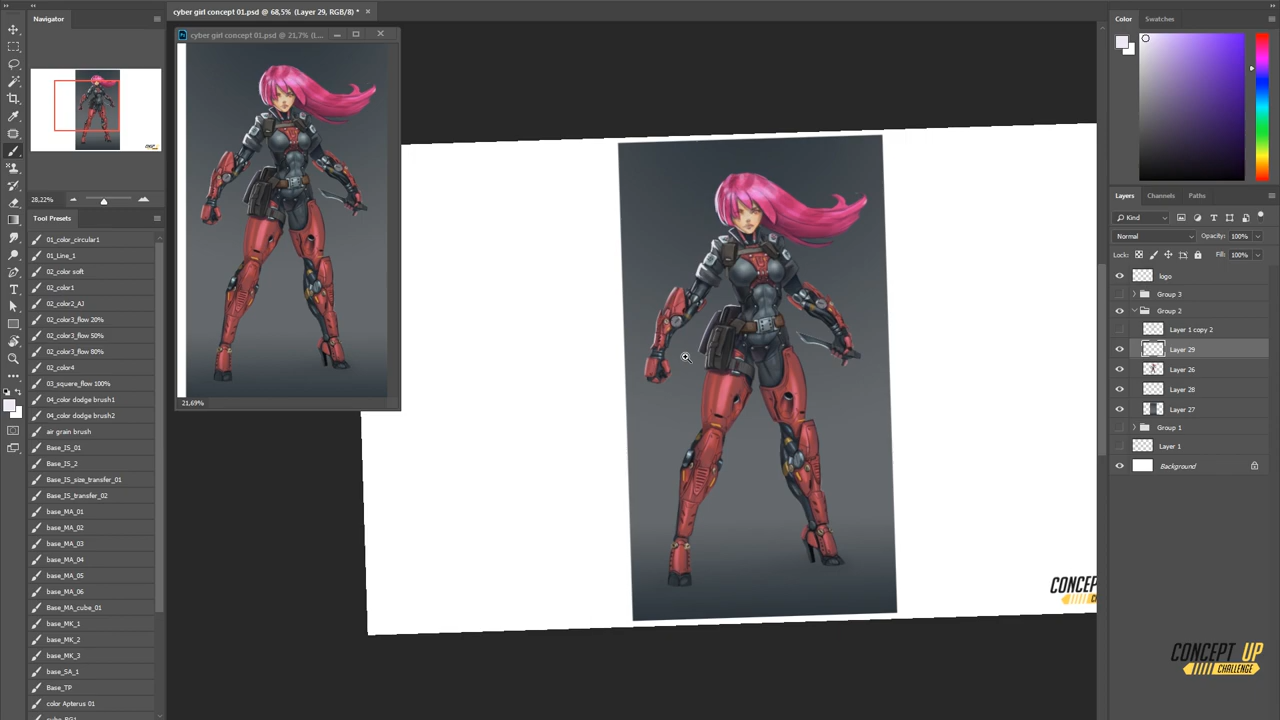 cyber girl concept 01.psd @ 68,5% (Layer 29, RGB/8) *
Navigator
28,22%
Tool Presets
01_color_circular1
01_Line_1
02_color soft
02_color1
02_color2_AJ
02_color3_flow 20%
02_color3_flow 50%
02_color3_flow 80%
02_color4
03_squere_flow 100%
04_color dodge brush1
04_color dodge brush2
air grain brush
Base_IS_01
Base_IS_2
Base_IS_size_transfer_01
Base_IS_transfer_02
base_MA_01
base_MA_02
base_MA_03
base_MA_04
base_MA_05
base_MA_06
Base_MA_cube_01
base_MK_1
base_MK_2
base_MK_3
base_SA_1
Base_TP
color Apterus 01
cyber girl concept 01.psd @ 21,7% (L...
21,69%
CONCEP
Color
Swatches
Layers
Channels
Paths
Kind
Normal
Opacity: 100%
Lock:
Fill: 100%
logo
Group 3
Group 2
Layer 1 copy 2
Layer 29
Layer 26
Layer 28
Layer 27
Group 1
Layer 1
Background
CONCEPT UP
CHALLENGE